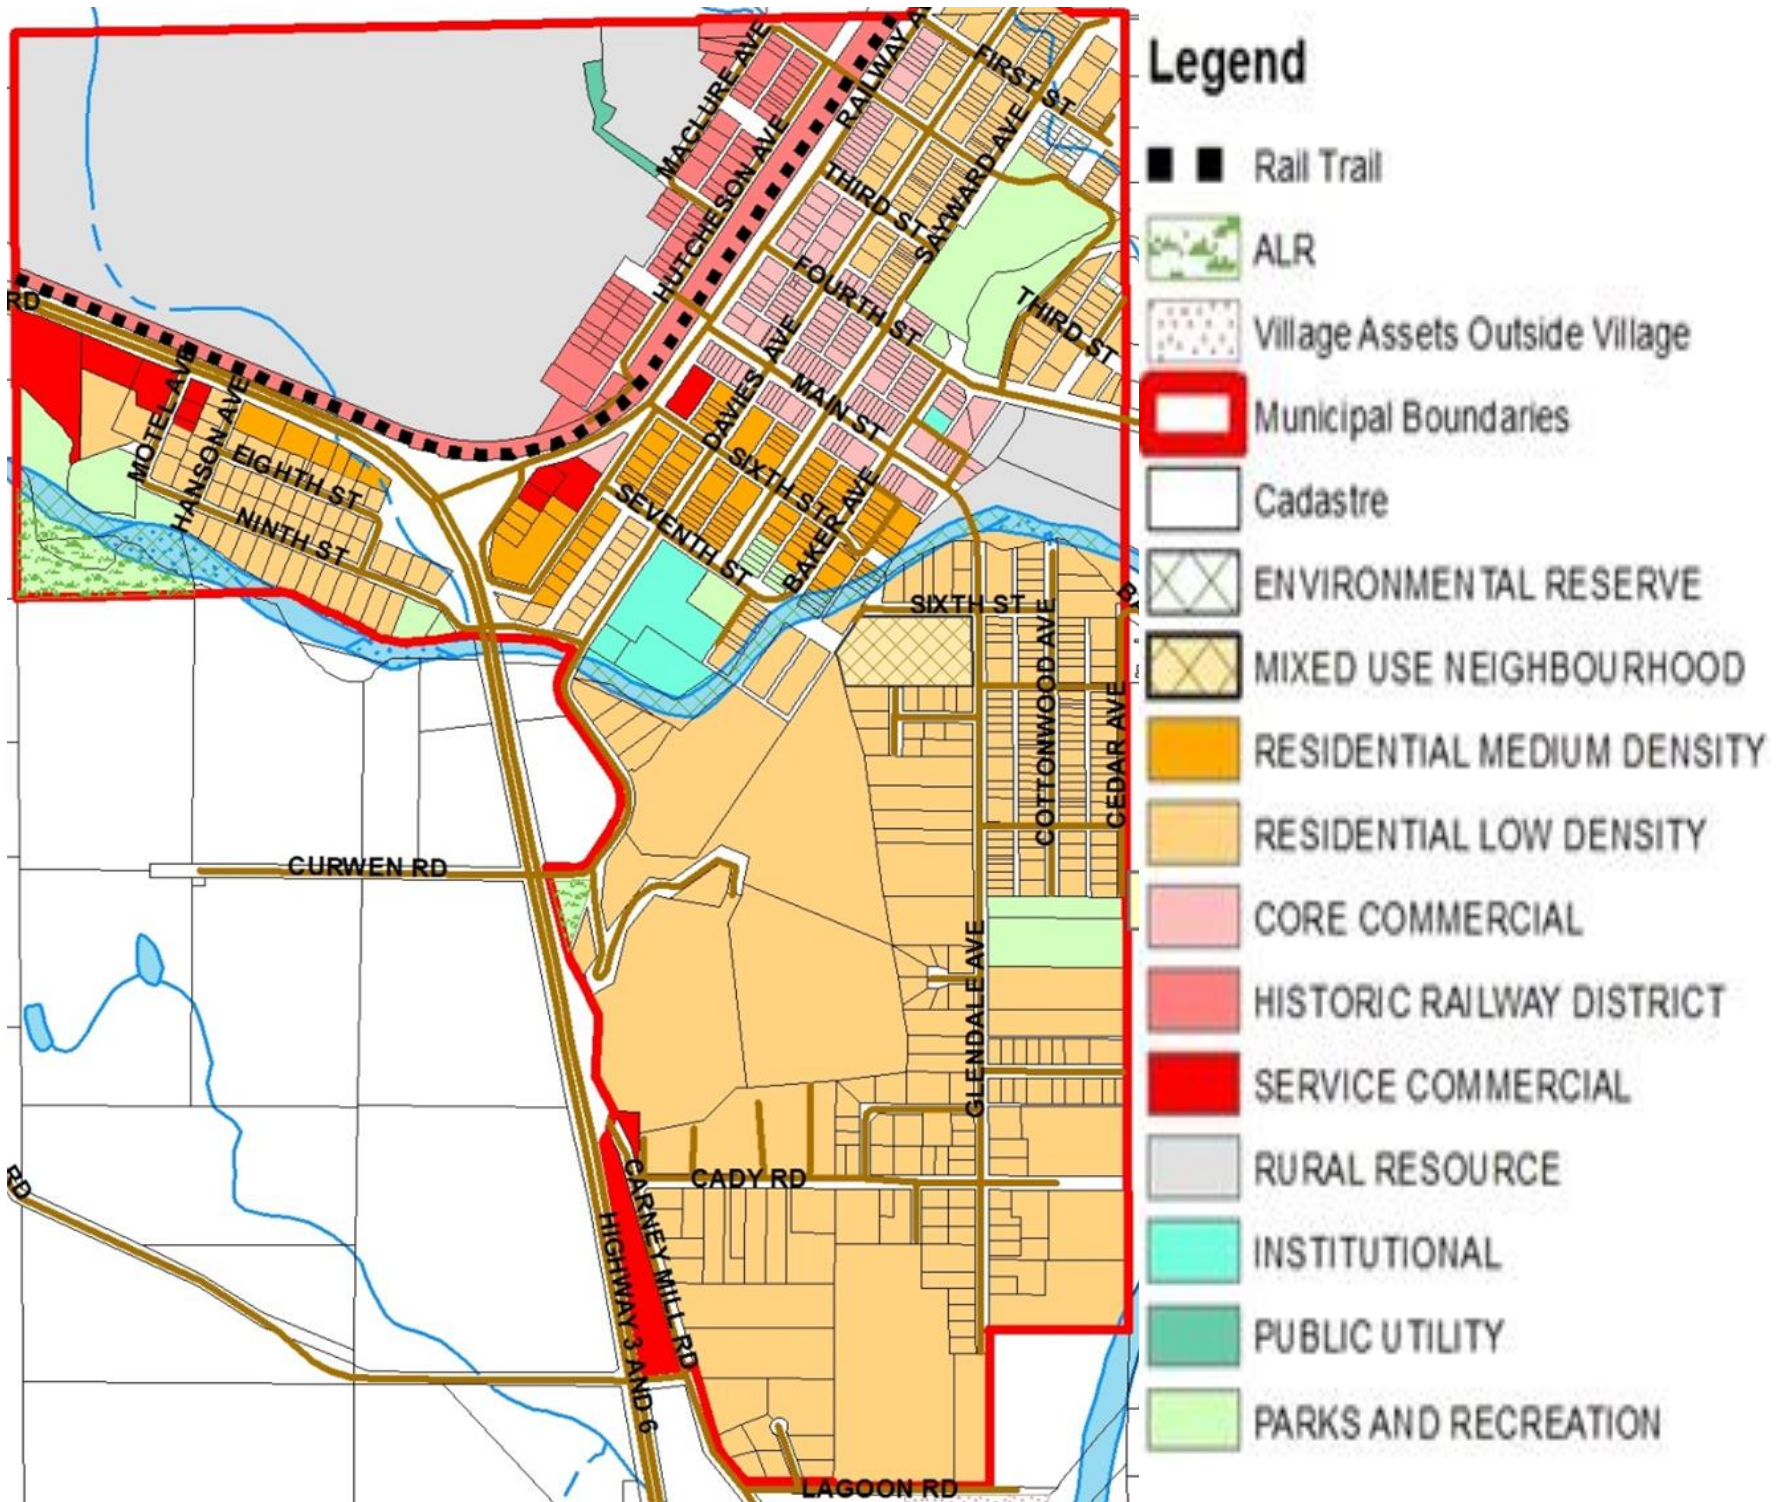 Legend
Rail Trail
ALR
Village Assets Outside Village
Municipal Boundaries
Cadastre
ENVIRONMENTAL RESERVE
MIXED USE NEIGHBOURHOOD
RESIDENTIAL MEDIUM DENSITY
RESIDENTIAL LOW DENSITY
CORE COMMERCIAL
HISTORIC RAILWAY DISTRICT
SERVICE COMMERCIAL
RURAL RESOURCE
INSTITUTIONAL
PUBLIC UTILITY
PARKS AND RECREATION
MACLURE AVE
RAILWAY A
FIRST ST
HUTCHESON AVE
SAYWARD AVE
THIRD ST
FOURTH ST
THIRD ST
RD
DAVIES AVE
MAIN ST
MOTEL AVE
HANSON AVE
EIGHTH ST
NINTH ST
SIXTH ST
SEVENTH ST
BAKER AVE
SIXTH ST
COTTONWOOD AVE
CEDAR AVE
CURWEN RD
GLENDALE AVE
CADY RD
CARNEY MILL RD
HIGHWAY 3 AND 6
RD
LAGOON RD